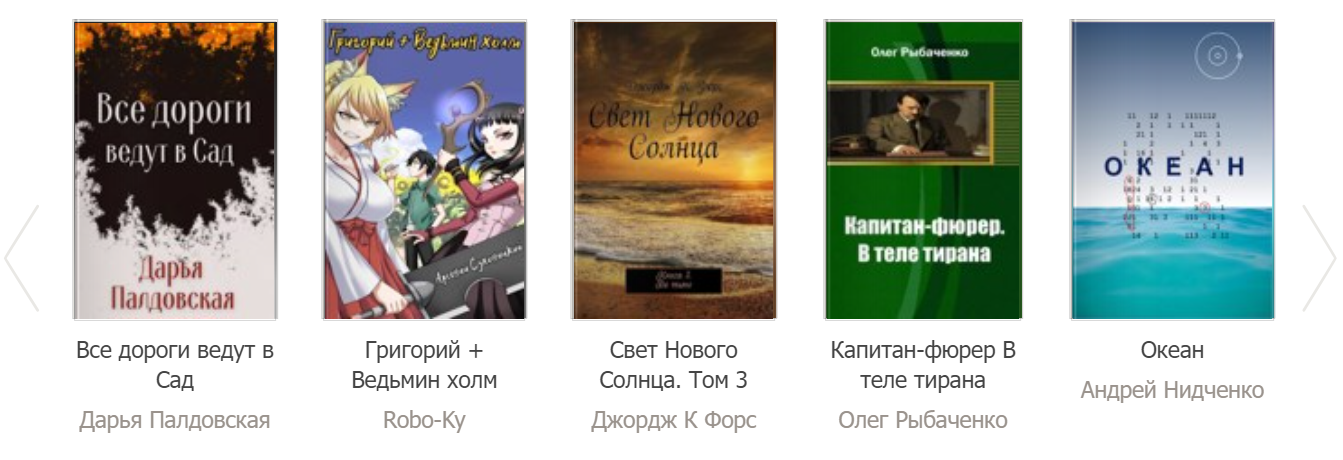 Все дороги
ведут в Сад
Дарья
Палдовская
Григорий + Ведьмин холм
Свет Нового
Солнца
Олег Рыбаченко
Капитан-фюрер.
В теле тирана
ОКЕАН
Все дороги ведут в
Сад
Дарья Палдовская
Григорий +
Ведьмин холм
Robo-Ky
Свет Нового
Солнца. Том 3
Джордж К Форс
Капитан-фюрер В
теле тирана
Олег Рыбаченко
Океан
Андрей Нидченко